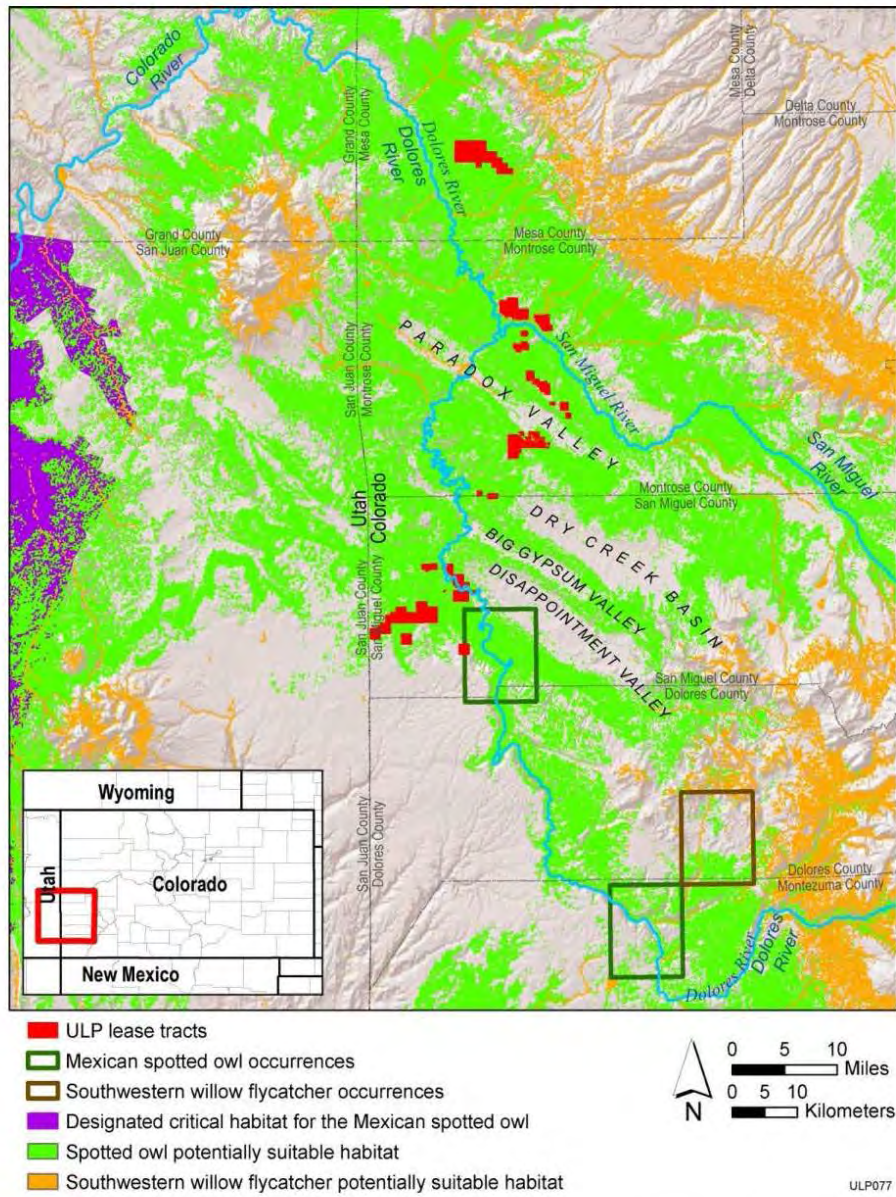 Colorado
River
Mesa County
Delta County
Delta County
Montrose County
Grand County
Mesa County
Dolores River
Dolores
River
Grand County
San Juan County
Mesa County
Montrose County
San Juan County
Montrose County
PARADOX VALLEY
San Miguel River
San Miguel
River
Utah
Colorado
Montrose County
San Miguel County
DRY CREEK BASIN
BIG GYPSUM VALLEY
DISAPPOINTMENT VALLEY
San Juan County
San Miguel County
San Miguel County
Dolores County
San Juan County
Dolores County
Dolores County
Montezuma County
Dolores River
Dolores
River
Wyoming
Utah
Colorado
New Mexico
ULP lease tracts
Mexican spotted owl occurrences
Southwestern willow flycatcher occurrences
Designated critical habitat for the Mexican spotted owl
Spotted owl potentially suitable habitat
Southwestern willow flycatcher potentially suitable habitat
N
0 5 10
Miles
0 5 10
Kilometers
ULP077